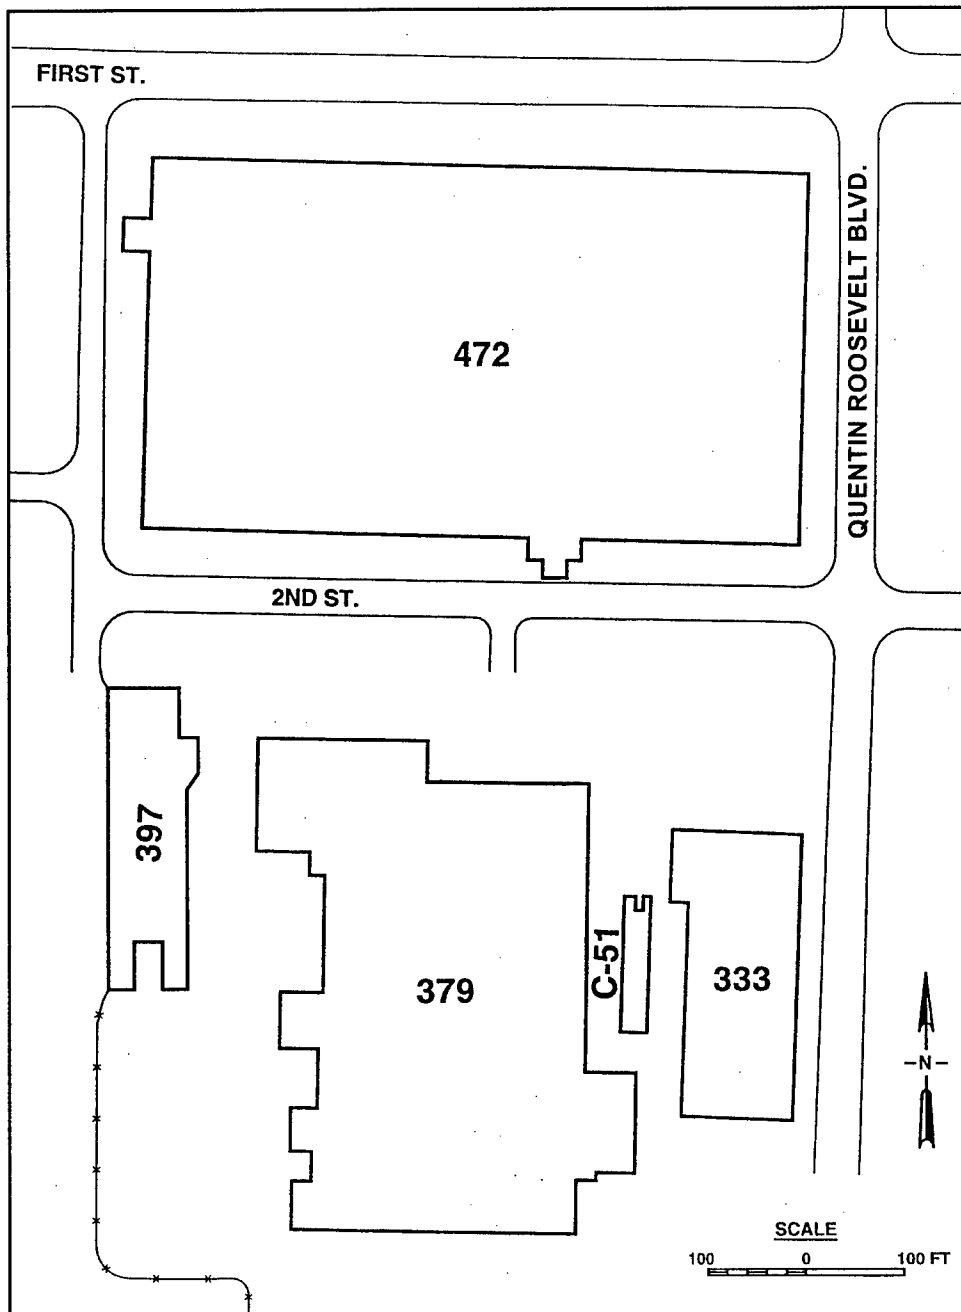 FIRST ST.
QUENTIN ROOSEVELT BLVD.
472
2ND ST.
397
379
C-51
333
-N-
SCALE
100 0 100 FT